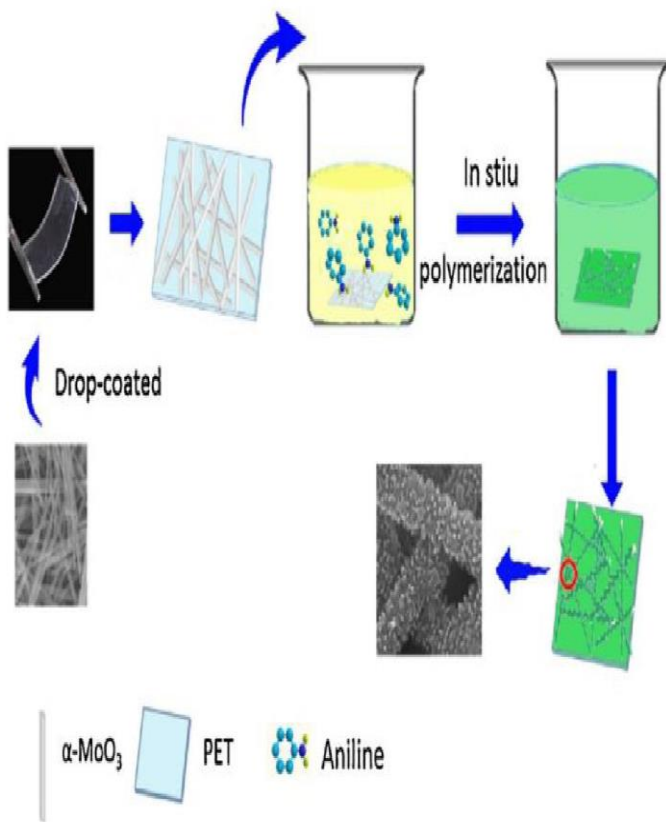 In stiu
polymerization
Drop-coated
α-MoO₃
PET
Aniline